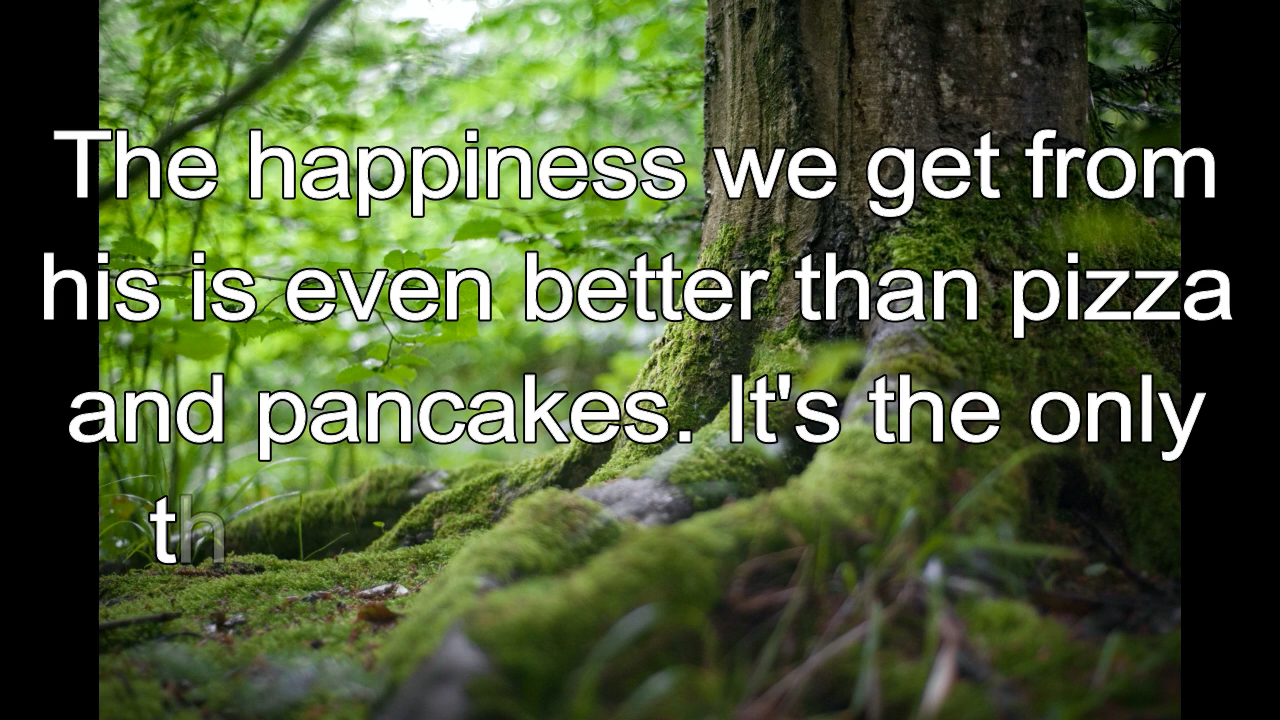 The happiness we get from
his is even better than pizza
and pancakes. It's the only
th